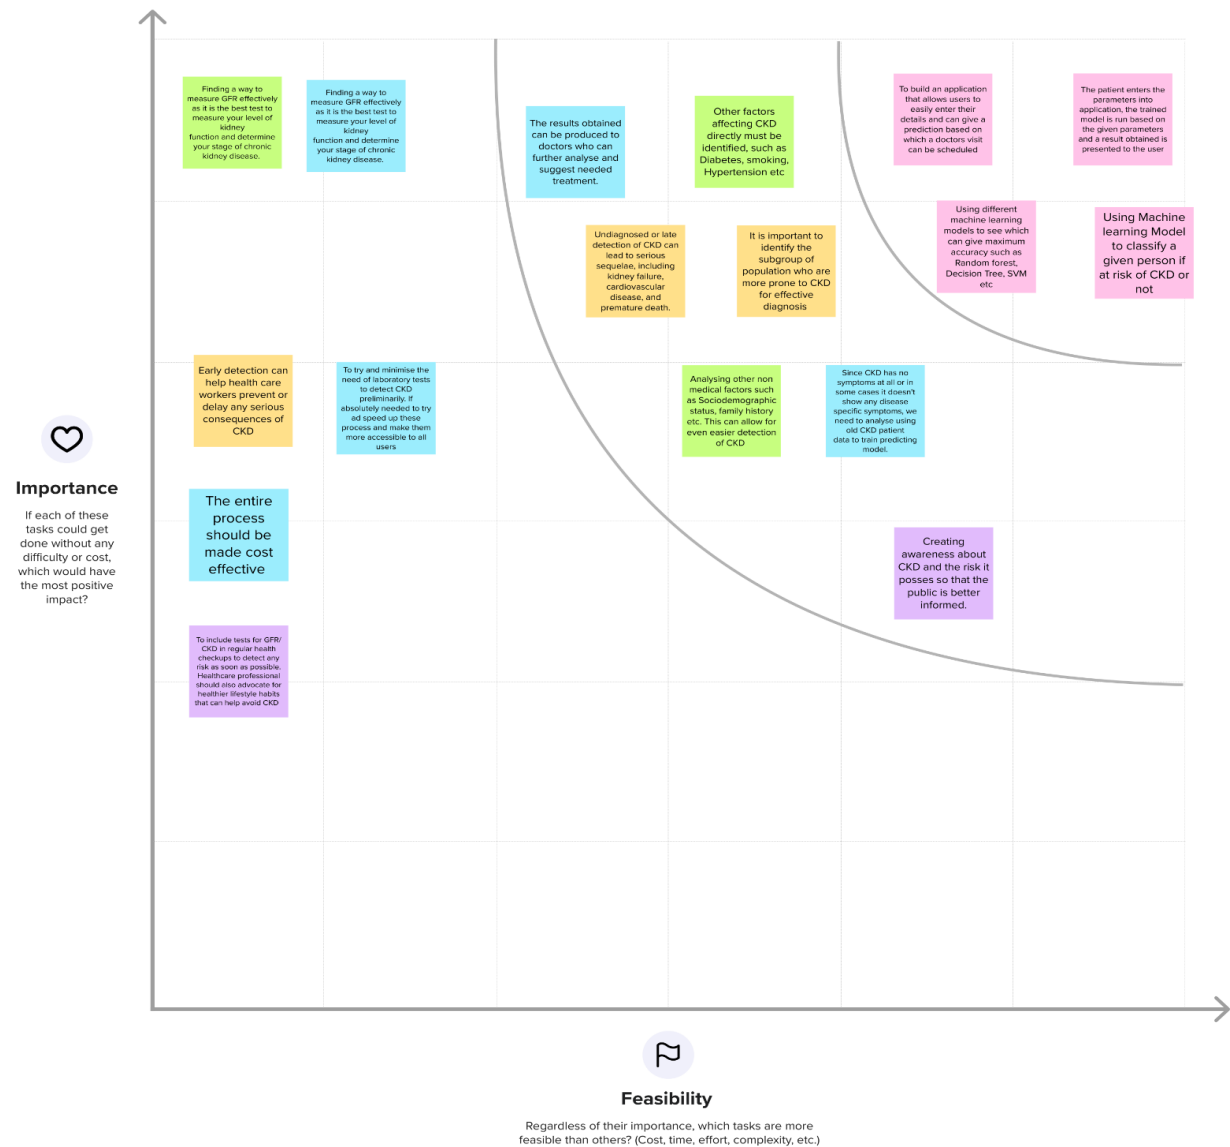 Finding a way to
measure GFR effectively
as it is the best test to
measure your level of
kidney
function and determine
your stage of chronic
kidney disease.
Finding a way to
measure GFR effectively
as it is the best test to
measure your level of
kidney
function and determine
your stage of chronic
kidney disease.
The results obtained
can be produced to
doctors who can
further analyse and
suggest needed
treatment.
Other factors
affecting CKD
directly must be
identified, such as
Diabetes, smoking,
Hypertension etc
To build an application
that allows users to
easily enter their
details and can give a
prediction based on
which a doctors visit
can be scheduled
The patient enters the
parameters into
application, the trained
model is run based on
the given parameters
and a result obtained is
presented to the user
Undiagnosed or late
detection of CKD can
lead to serious
sequelae, including
kidney failure,
cardiovascular
disease, and
premature death.
It is important to
identify the
subgroup of
population who are
more prone to CKD
for effective
diagnosis
Using different
machine learning
models to see which
can give maximum
accuracy such as
Random forest,
Decision Tree, SVM
etc
Using Machine
learning Model
to classify a
given person if
at risk of CKD or
not
Early detection can
help health care
workers prevent or
delay any serious
consequences of
CKD
To try and minimise the
need of laboratory tests
to detect CKD
preliminarily. If
absolutely needed to try
ad speed up these
process and make them
more accessible to all
users
Analysing other non
medical factors such
as Sociodemographic
status, family history
etc. This can allow for
even easier detection
of CKD
Since CKD has no
symptoms at all or in
some cases it doesn't
show any disease
specific symptoms, we
need to analyse using
old CKD patient
data to train predicting
model.
The entire
process
should be
made cost
effective
Creating
awareness about
CKD and the risk it
posses so that the
public is better
informed.
To include tests for GFR/
CKD in regular health
checkups to detect any
risk as soon as possible.
Healthcare professional
should also advocate for
healthier lifestyle habits
that can help avoid CKD
Importance
If each of these
tasks could get
done without any
difficulty or cost,
which would have
the most positive
impact?
Feasibility
Regardless of their importance, which tasks are more
feasible than others? (Cost, time, effort, complexity, etc.)